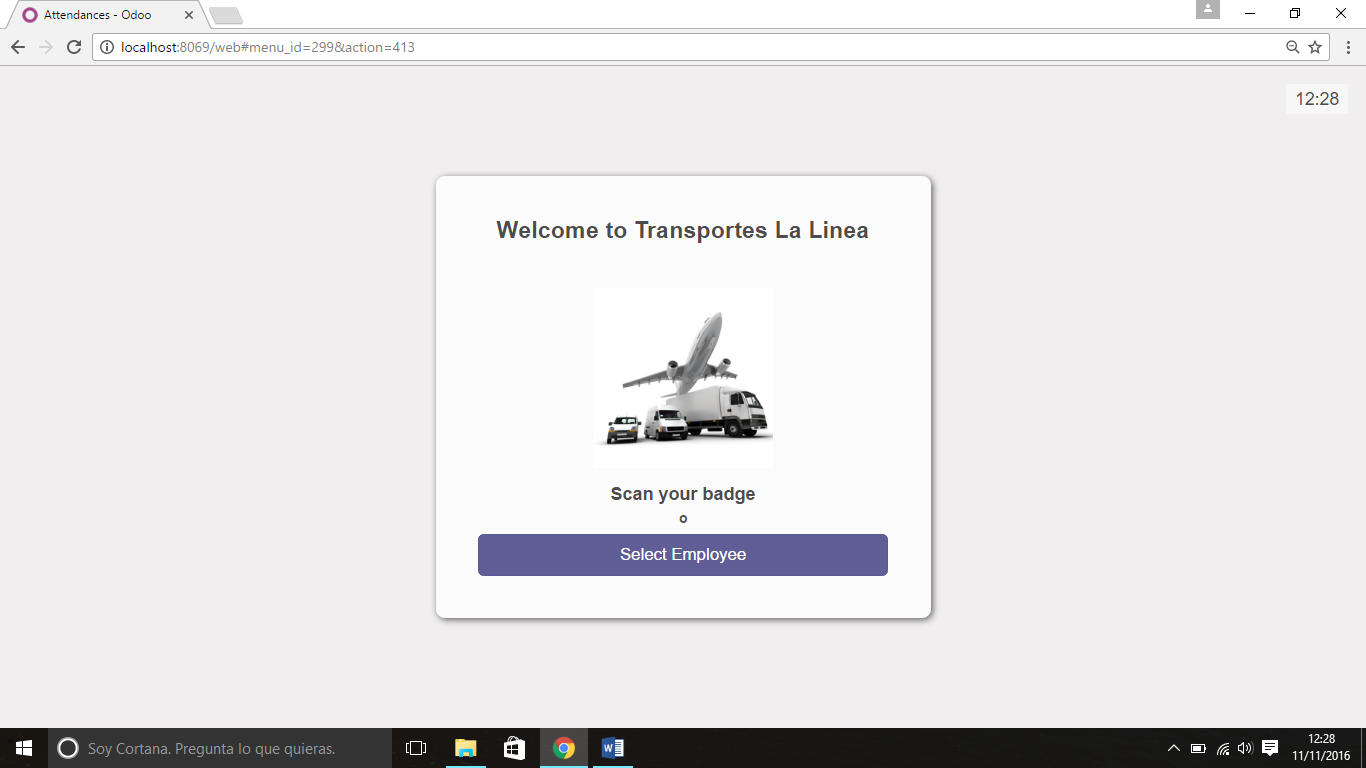 Attendances - Odoo
localhost:8069/web#menu_id=299&action=413
12:28
Welcome to Transportes La Linea
Scan your badge
o
Select Employee
Soy Cortana. Pregunta lo que quieras.
12:28
11/11/2016